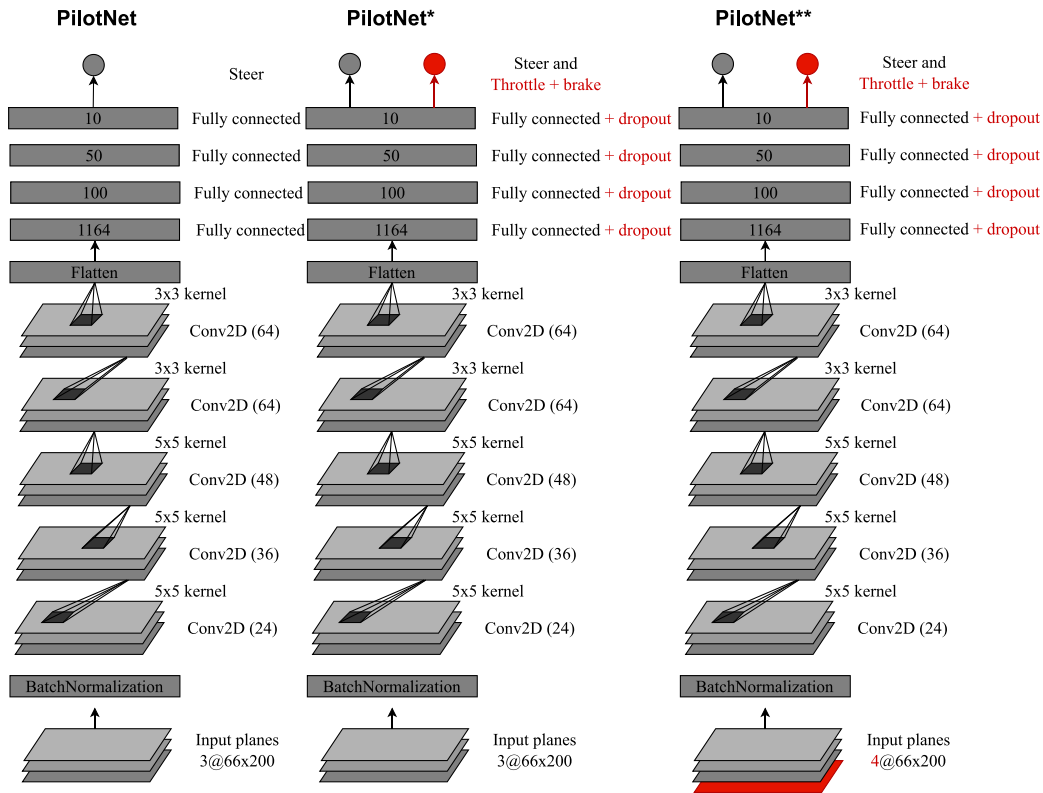 PilotNet
Steer
10
Fully connected
50
Fully connected
100
Fully connected
1164
Fully connected
Flatten
3x3 kernel
Conv2D (64)
3x3 kernel
Conv2D (64)
5x5 kernel
Conv2D (48)
5x5 kernel
Conv2D (36)
5x5 kernel
Conv2D (24)
BatchNormalization
Input planes
3@66x200
PilotNet*
Steer and
Throttle + brake
10
Fully connected + dropout
50
Fully connected + dropout
100
Fully connected + dropout
1164
Fully connected + dropout
Flatten
3x3 kernel
Conv2D (64)
3x3 kernel
Conv2D (64)
5x5 kernel
Conv2D (48)
5x5 kernel
Conv2D (36)
5x5 kernel
Conv2D (24)
BatchNormalization
Input planes
3@66x200
PilotNet**
Steer and
Throttle + brake
10
Fully connected + dropout
50
Fully connected + dropout
100
Fully connected + dropout
1164
Fully connected + dropout
Flatten
3x3 kernel
Conv2D (64)
3x3 kernel
Conv2D (64)
5x5 kernel
Conv2D (48)
5x5 kernel
Conv2D (36)
5x5 kernel
Conv2D (24)
BatchNormalization
Input planes
4@66x200